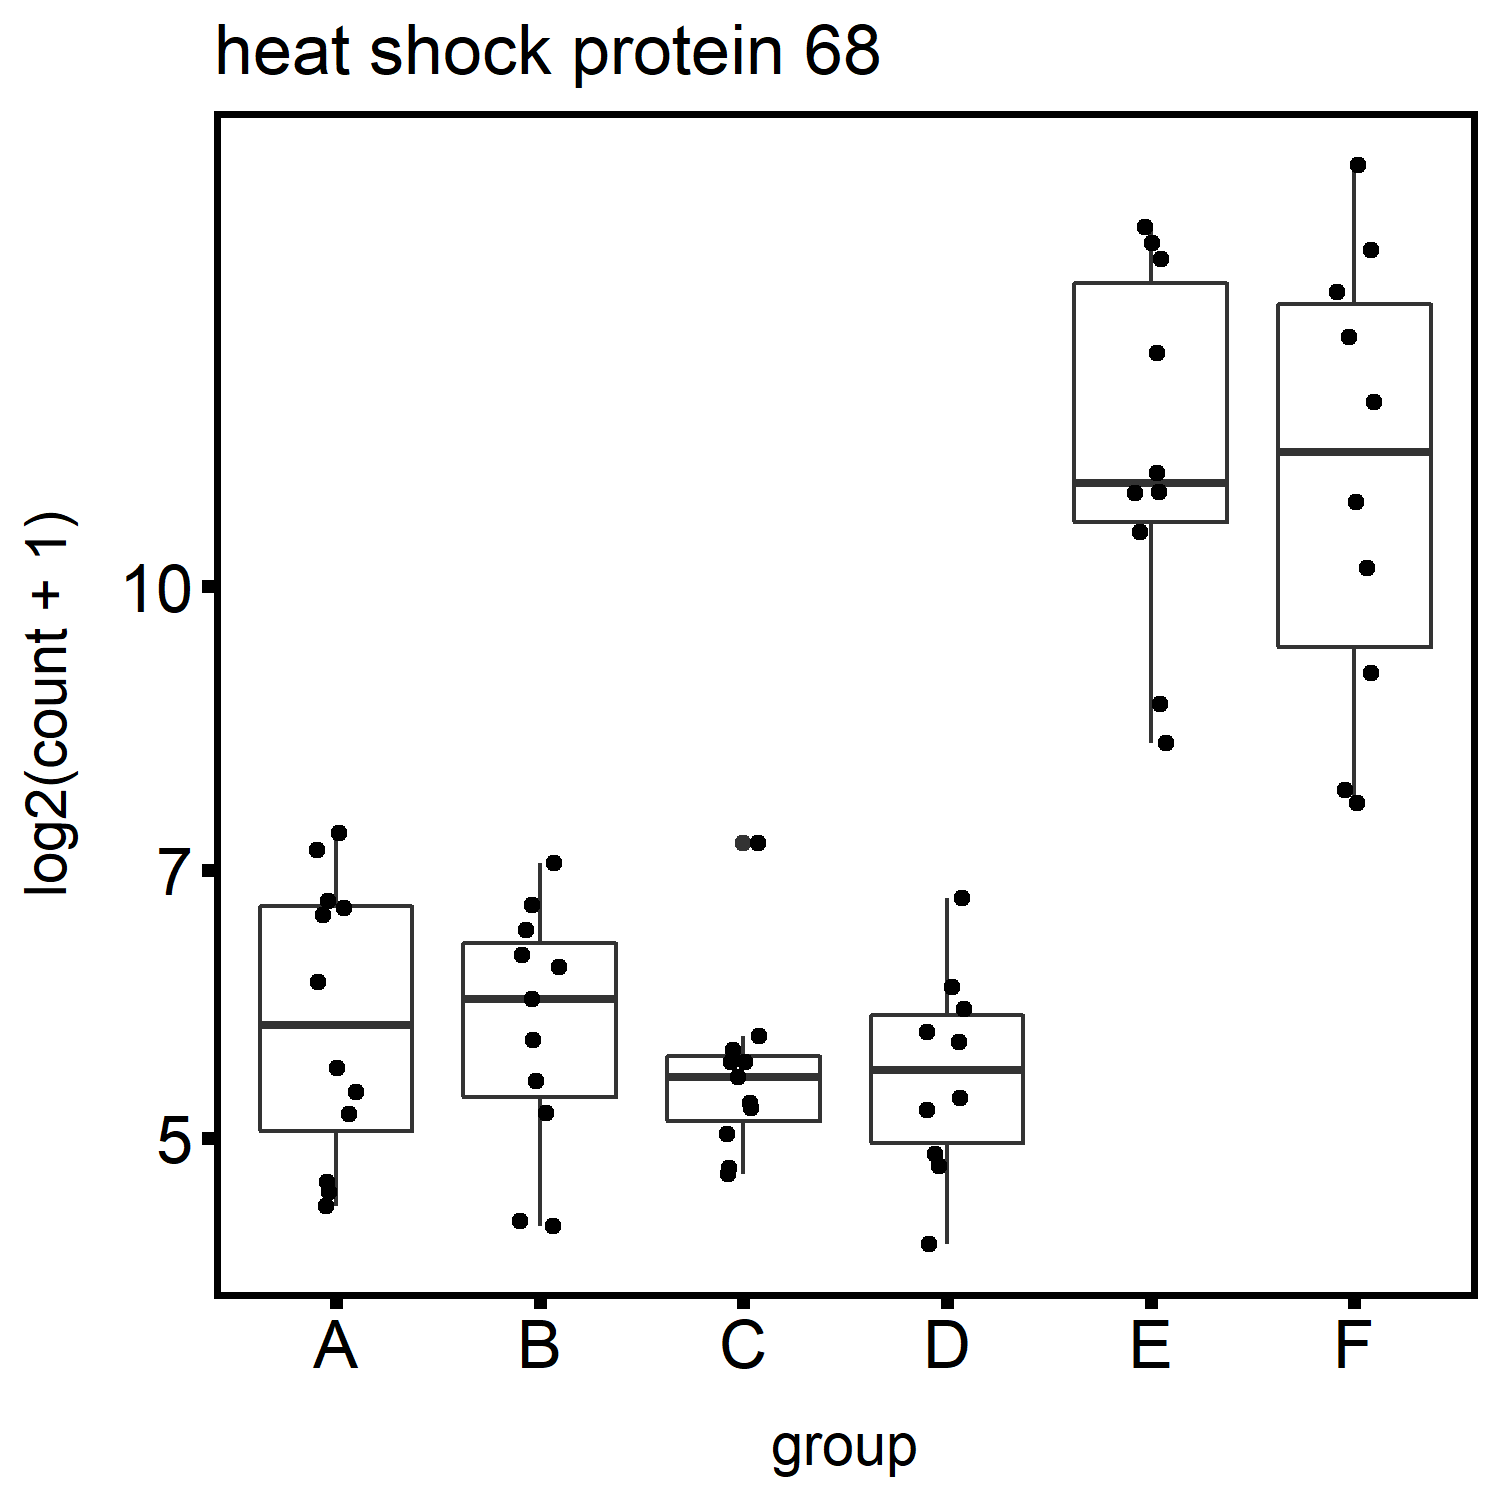 heat shock protein 68
log2(count + 1)
10
7
5
A B C D E F
group